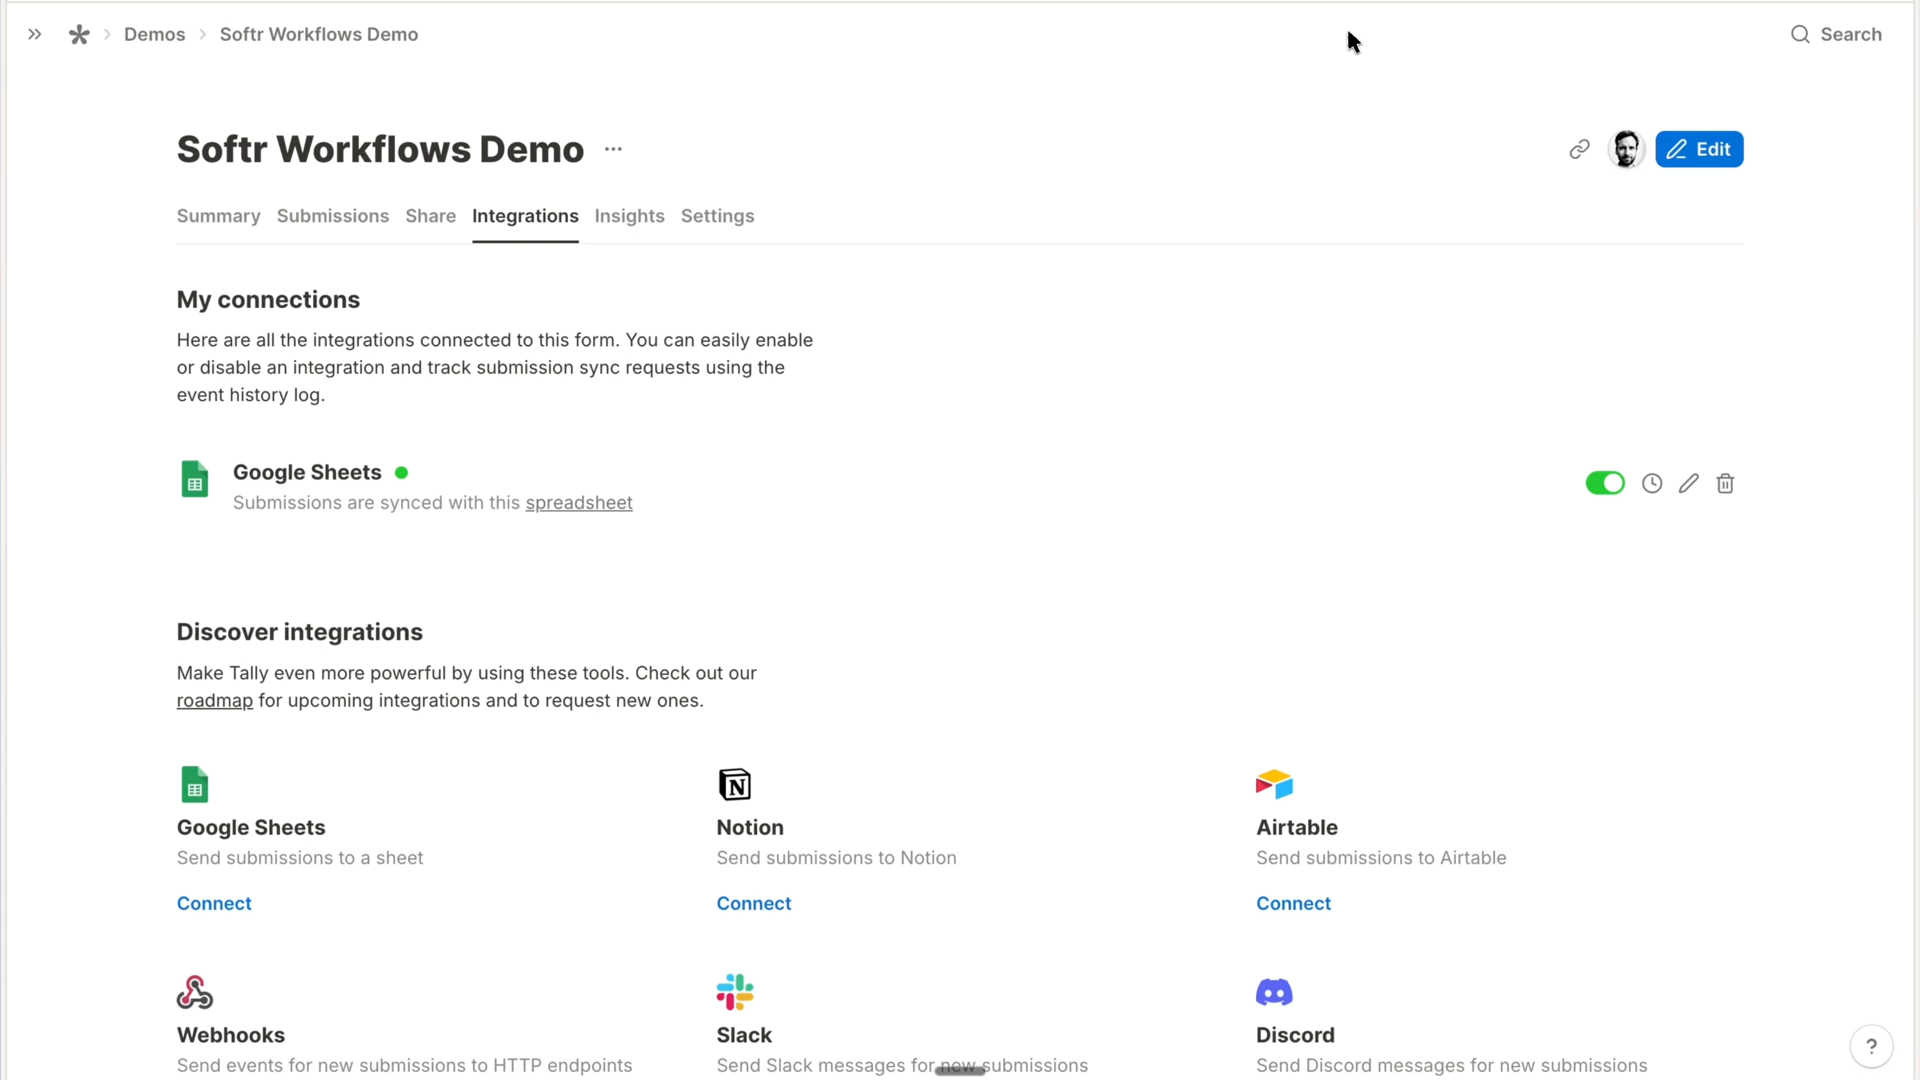 Demos
Softr Workflows Demo
Search
Softr Workflows Demo
Edit
Summary
Submissions
Share
Integrations
Insights
Settings
My connections
Here are all the integrations connected to this form. You can easily enable
or disable an integration and track submission sync requests using the
event history log.
Google Sheets
Submissions are synced with this spreadsheet
Discover integrations
Make Tally even more powerful by using these tools. Check out our
roadmap for upcoming integrations and to request new ones.
Google Sheets
Send submissions to a sheet
Connect
Notion
Send submissions to Notion
Connect
Airtable
Send submissions to Airtable
Connect
Webhooks
Send events for new submissions to HTTP endpoints
Slack
Send Slack messages for new submissions
Discord
Send Discord messages for new submissions
?